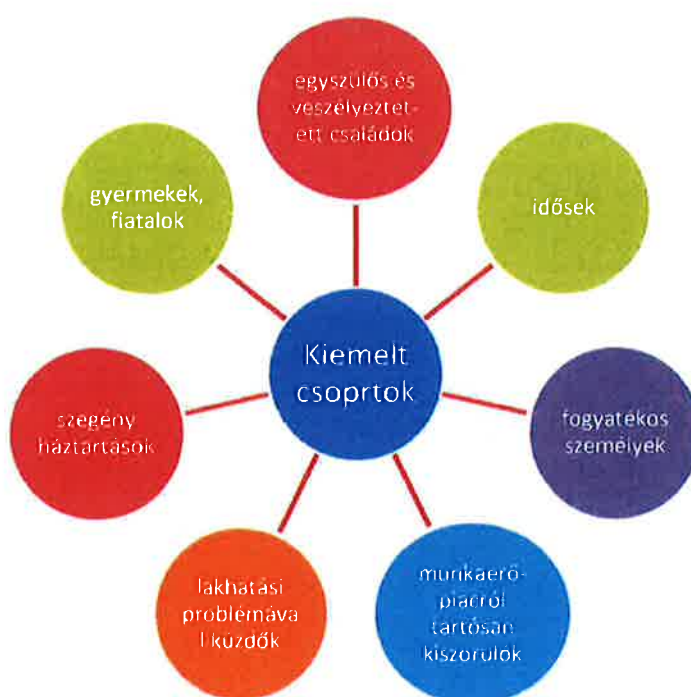 egyszülős és
veszélyeztet-
ett családok
gyermekek,
fiatalok
idősek
Kiemelt
csoprtok
szegény
háztartások
fogyatékos
személyek
lakhatási
problémáva
l küzdők
munkaerő-
piacról
tartósan
kiszorulók